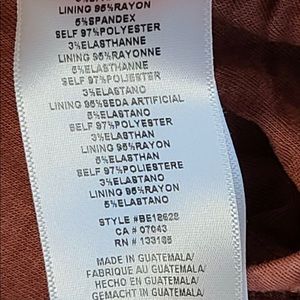 LINING 95%RAYON
5%SPANDEX
SELF 97%POLYESTER
3%ELASTHANNE
LINING 95%RAYONNE
5%ELASTHANNE
SELF 97%POLYESTER
3%ELASTANO
LINING 95%SEDA ARTIFICIAL
5%ELASTANO
SELF 97%POLYESTER
3%ELASTHAN
LINING 95%RAYON
5%ELASTHAN
SELF 97%POLIESTERE
3%ELASTANO
LINING 95%RAYON
5%ELASTANO
STYLE #BE18628
CA # 07043
RN # 133185
MADE IN GUATEMALA/
FABRIQUE AU GUATEMALA/
HECHO EN GUATEMALA/
GEMACHT IN GUATEMALA/